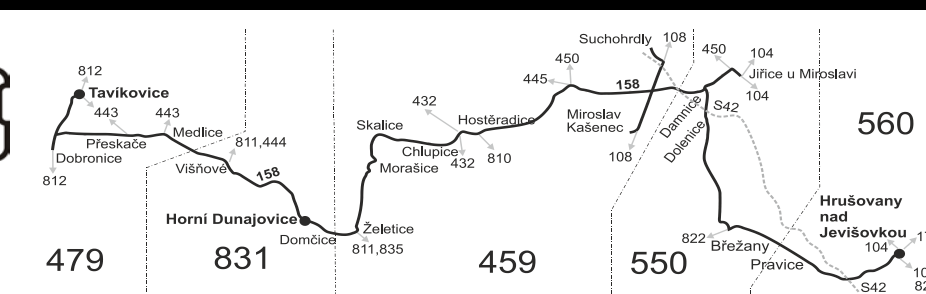 812
Tavíkovice
443
443
Přeskače
Medlice
Dobronice
812
811,444
Višňové
158
Horní Dunajovice
Domčice
Želetice
811,835
Skalice
Morašice
Chlupice
432
432
Hostěradice
810
445
450
158
Suchohrdly
108
Miroslav
Kašenec
108
Damnice
Dolenice
S42
450
104
Jiřice u Miroslavi
104
822
Břežany
Pravice
S42
Hrušovany
nad
Jevišovkou
104
479
831
459
550
560